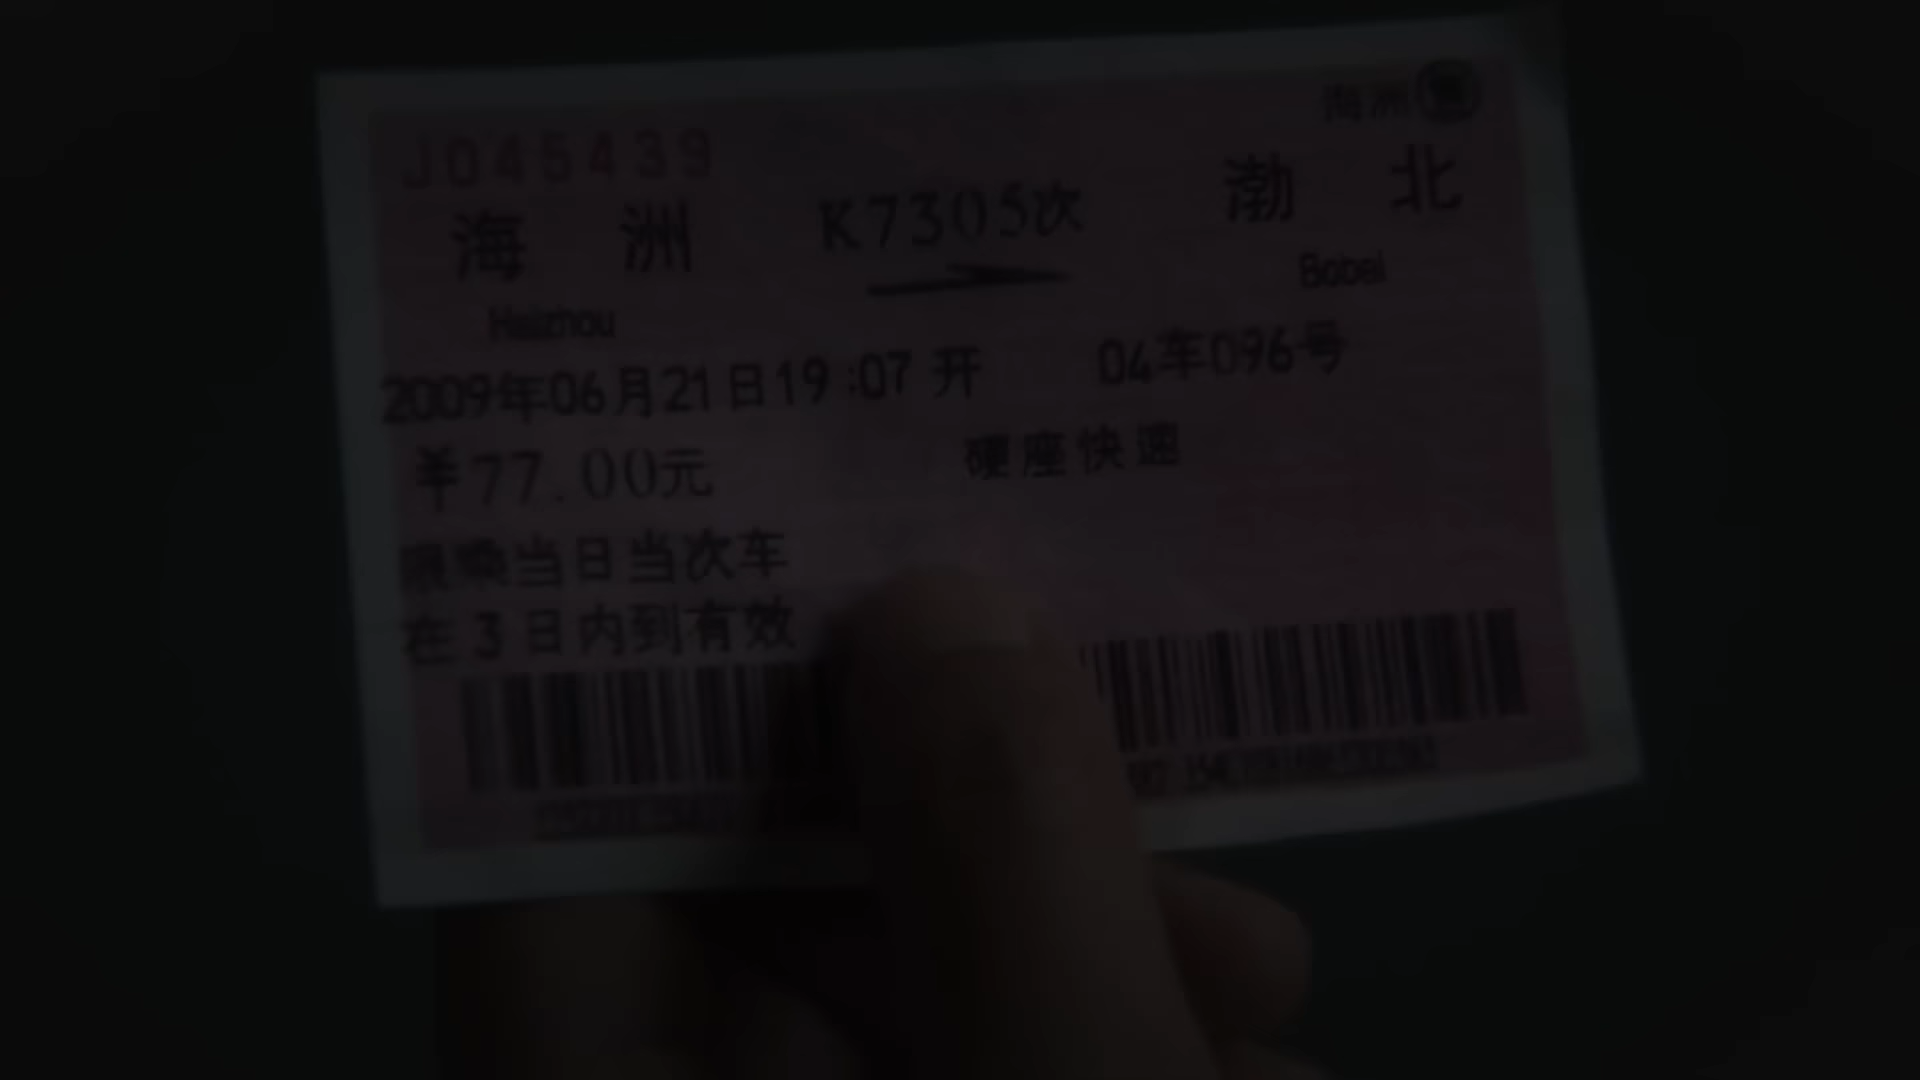 海洲
J045439
海洲 K7305次 渤北
Haizhou Bobei
2009年06月21日19:07开 04车096号
￥77.00元 硬座快速
限乘当日当次车
在3日内到有效